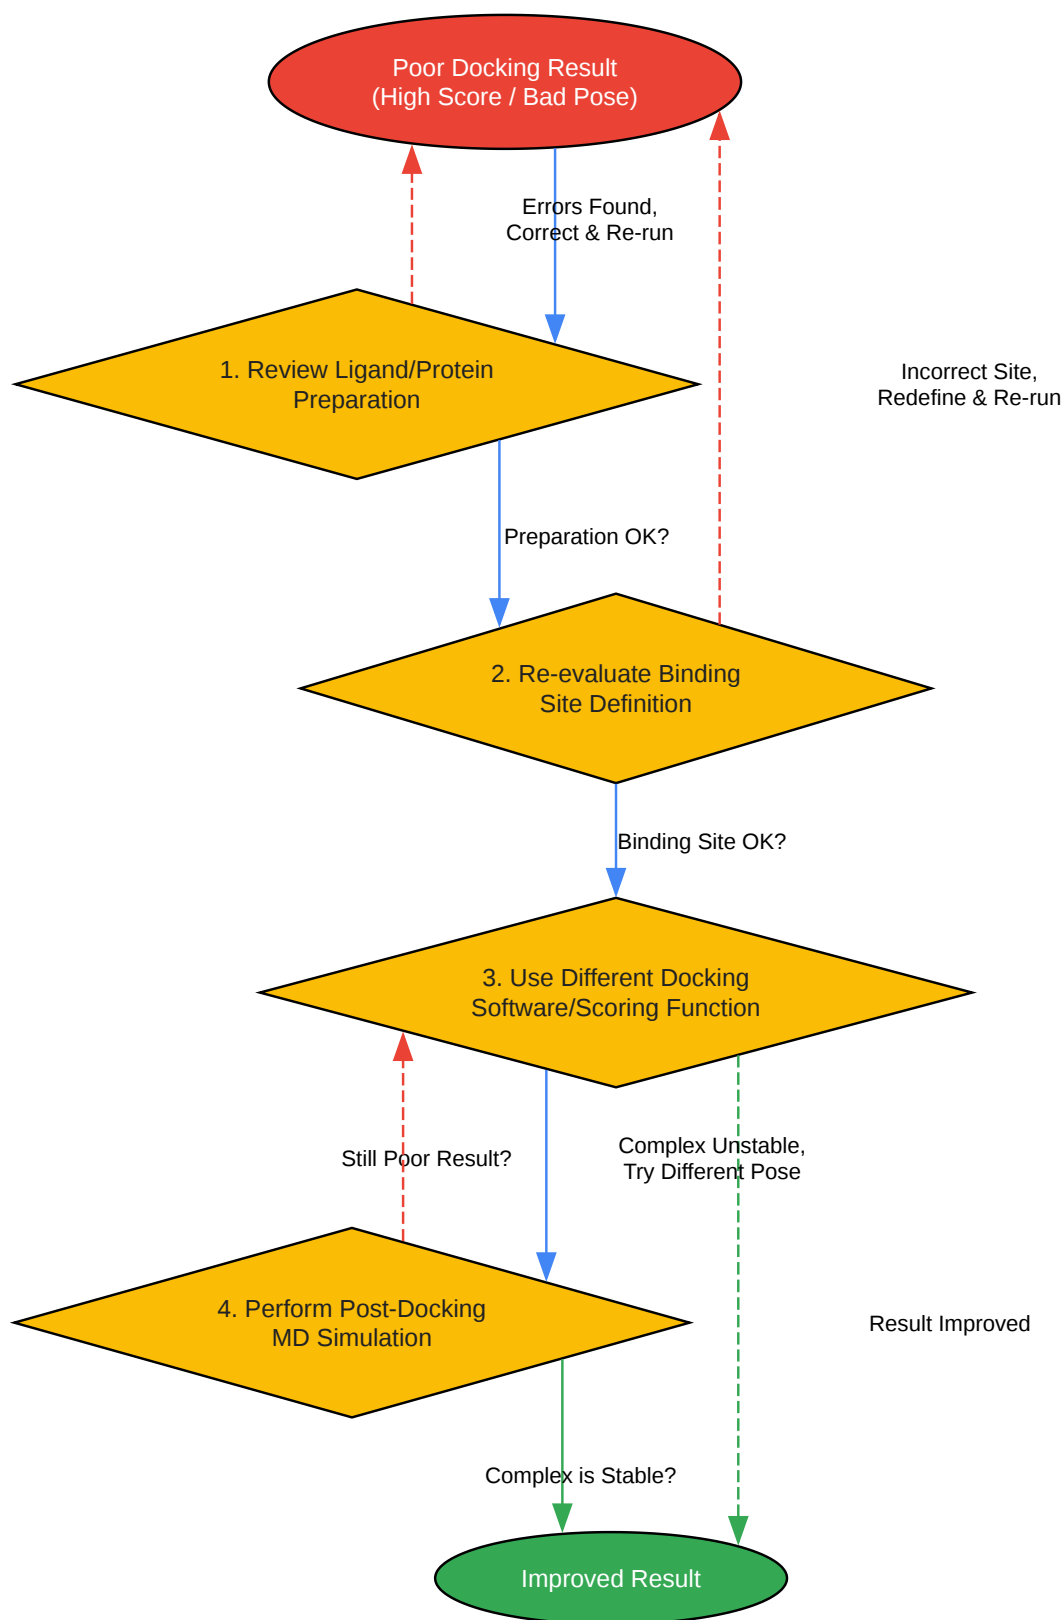 Poor Docking Result
(High Score / Bad Pose)
Errors Found,
Correct & Re-run
1. Review Ligand/Protein
Preparation
Incorrect Site,
Redefine & Re-run
Preparation OK?
2. Re-evaluate Binding
Site Definition
Binding Site OK?
3. Use Different Docking
Software/Scoring Function
Still Poor Result?
Complex Unstable,
Try Different Pose
4. Perform Post-Docking
MD Simulation
Result Improved
Complex is Stable?
Improved Result